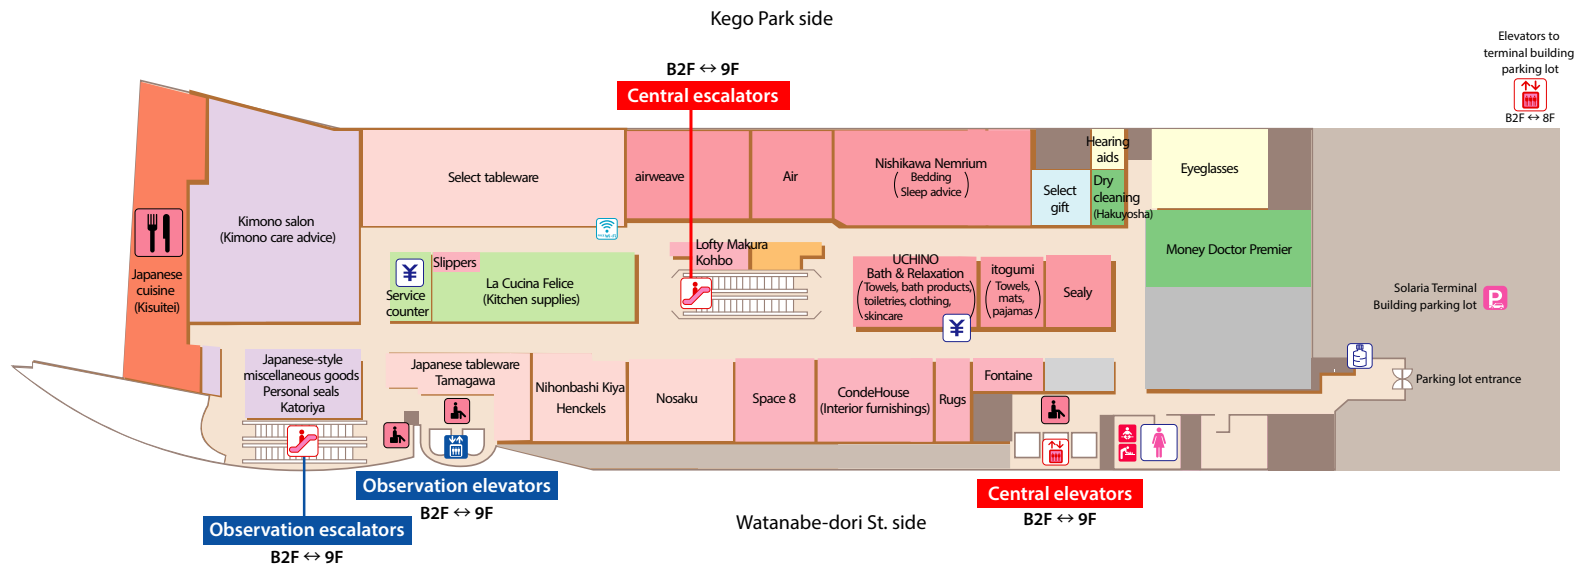 Kego Park side
Elevators to
terminal building
parking lot
B2F ↔ 8F
B2F ↔ 9F
Central escalators
Hearing
aids
Eyeglasses
Nishikawa Nemrium
(Bedding
Sleep advice)
Select tableware
airweave
Air
Select
gift
Dry
cleaning
(Hakuyosha)
Kimono salon
(Kimono care advice)
Wi-Fi
Japanese
cuisine
(Kisuitei)
¥
Service
counter
Slippers
La Cucina Felice
(Kitchen supplies)
Lofty Makura
Kohbo
UCHINO
Bath & Relaxation
(Towels, bath products,
toiletries, clothing,
skincare)
¥
itogumi
(Towels,
mats,
pajamas)
Sealy
Money Doctor Premier
Solaria Terminal
Building parking lot
P
Japanese-style
miscellaneous goods
Personal seals
Katoriya
Japanese tableware
Tamagawa
Nihonbashi Kiya
Henckels
Nosaku
Space 8
CondeHouse
(Interior furnishings)
Rugs
Fontaine
Parking lot entrance
Observation elevators
B2F ↔ 9F
Central elevators
B2F ↔ 9F
Observation escalators
B2F ↔ 9F
Watanabe-dori St. side